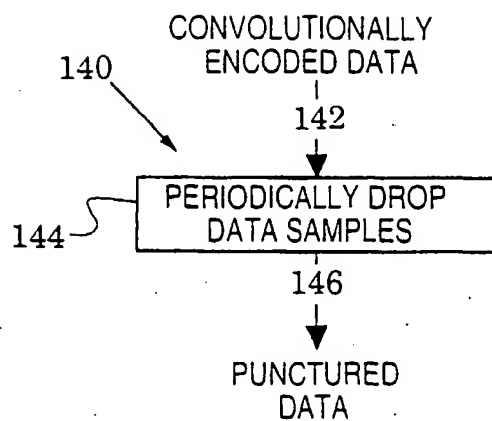 CONVOLUTIONALLY
ENCODED DATA
140
142
PERIODICALLY DROP
DATA SAMPLES
144
146
PUNCTURED
DATA